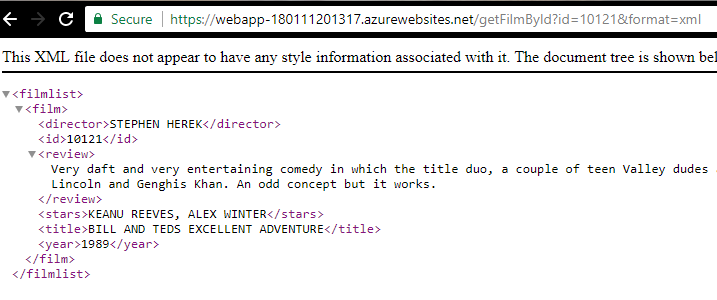 Secure https://webapp-180111201317.azurewebsites.net/getFilmById?id=10121&format=xml
This XML file does not appear to have any style information associated with it. The document tree is shown
<filmlist>
<film>
<director>STEPHEN HEREK</director>
<id>10121</id>
<review>
Very daft and very entertaining comedy in which the title duo, a couple of teen Valley dudes
Lincoln and Genghis Khan. An odd concept but it works.
</review>
<stars>KEANU REEVES, ALEX WINTER</stars>
<title>BILL AND TEDS EXCELLENT ADVENTURE</title>
<year>1989</year>
</film>
</filmlist>